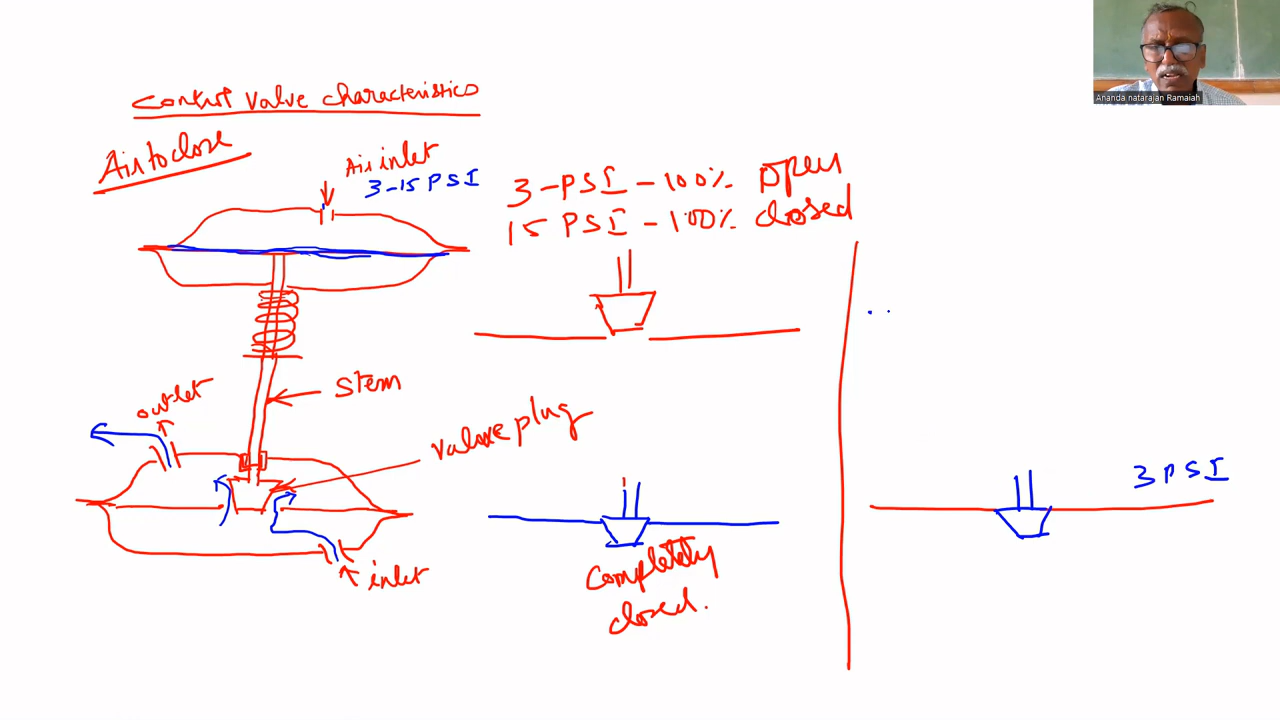 Control valve characteristics
Air to close
Air inlet
3-15 PSI
3-PSI-100% open
15 PSI-100% closed
outlet
Stem
Valve plug
inlet
Completely
closed.
3 PSI
Ananda natarajan Ramaiah